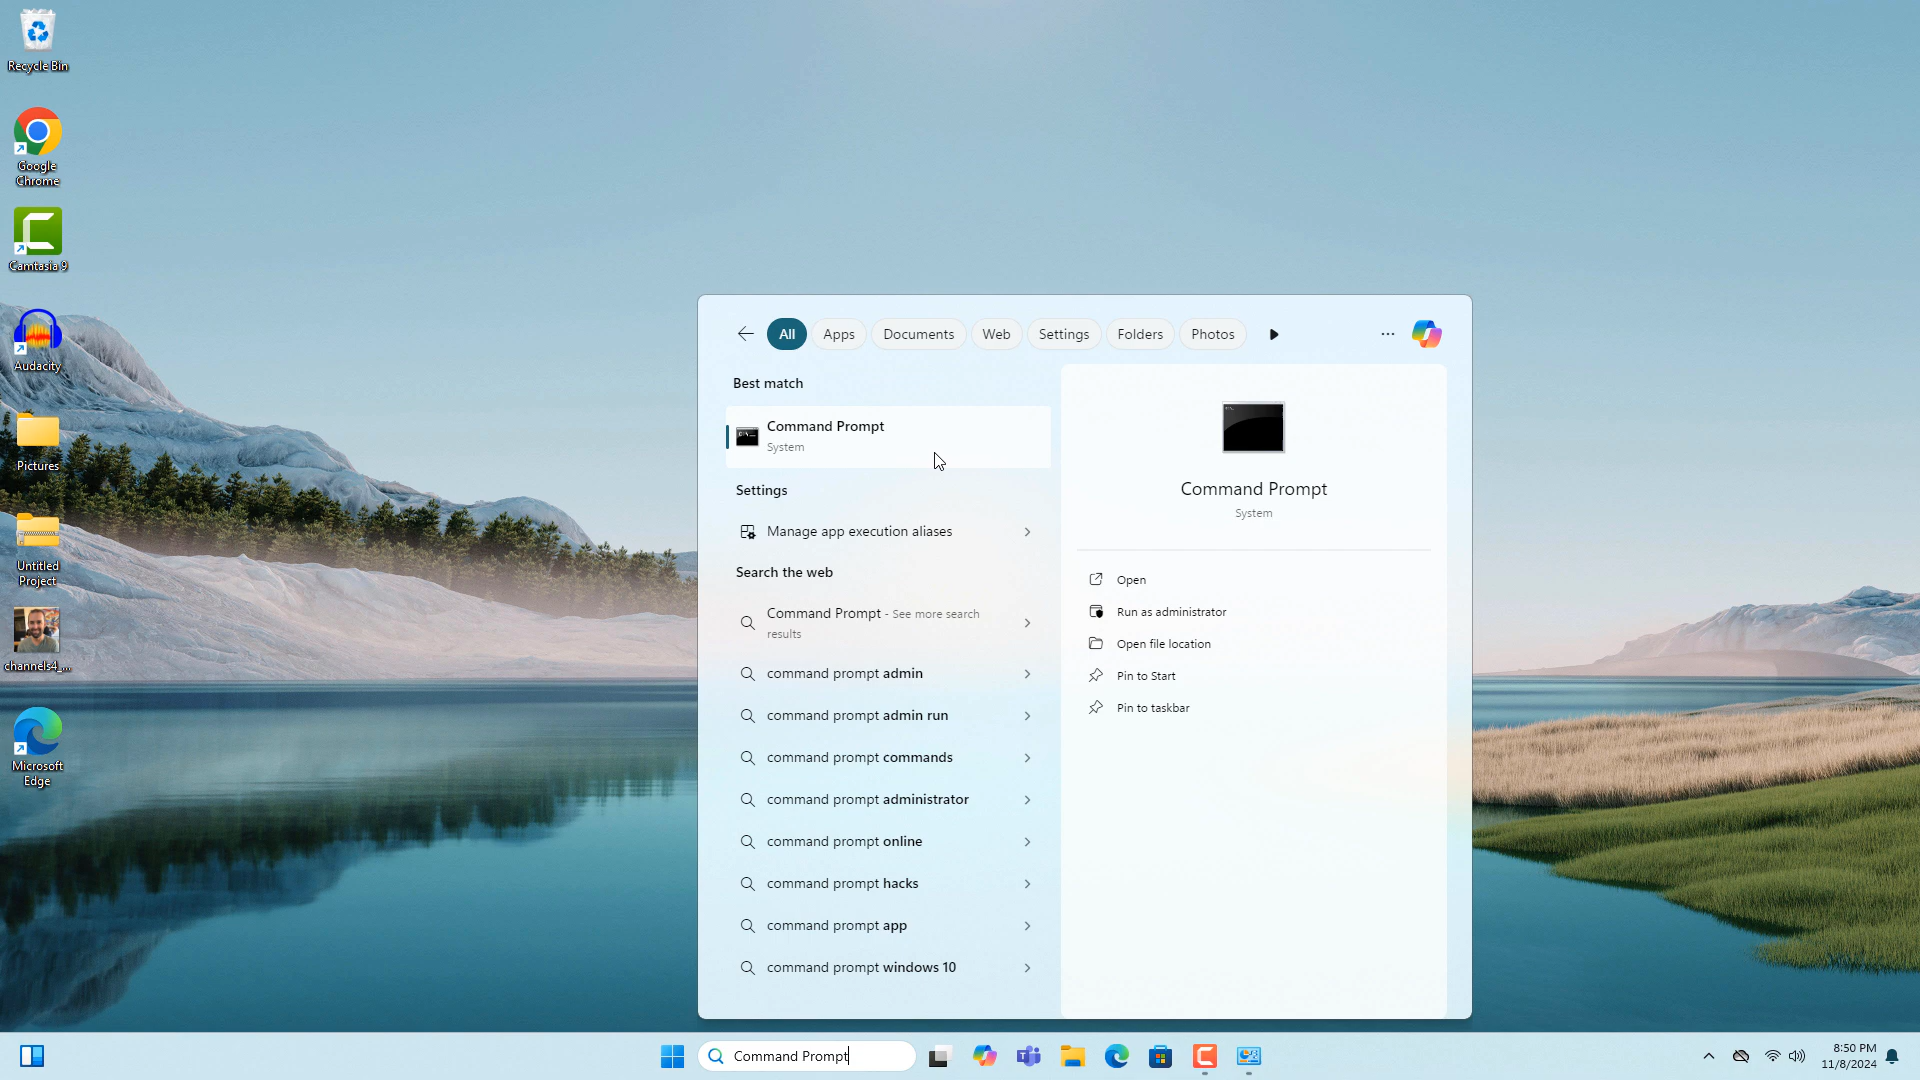 Recycle Bin
Google
Chrome
Camtasia 9
Audacity
Pictures
Untitled
Project
channels4_...
Microsoft
Edge
All
Apps
Documents
Web
Settings
Folders
Photos
Best match
Command Prompt
System
Settings
Manage app execution aliases
Search the web
Command Prompt - See more search
results
command prompt admin
command prompt admin run
command prompt commands
command prompt administrator
command prompt online
command prompt hacks
command prompt app
command prompt windows 10
Command Prompt
System
Open
Run as administrator
Open file location
Pin to Start
Pin to taskbar
Command Prompt
8:50 PM
11/8/2024